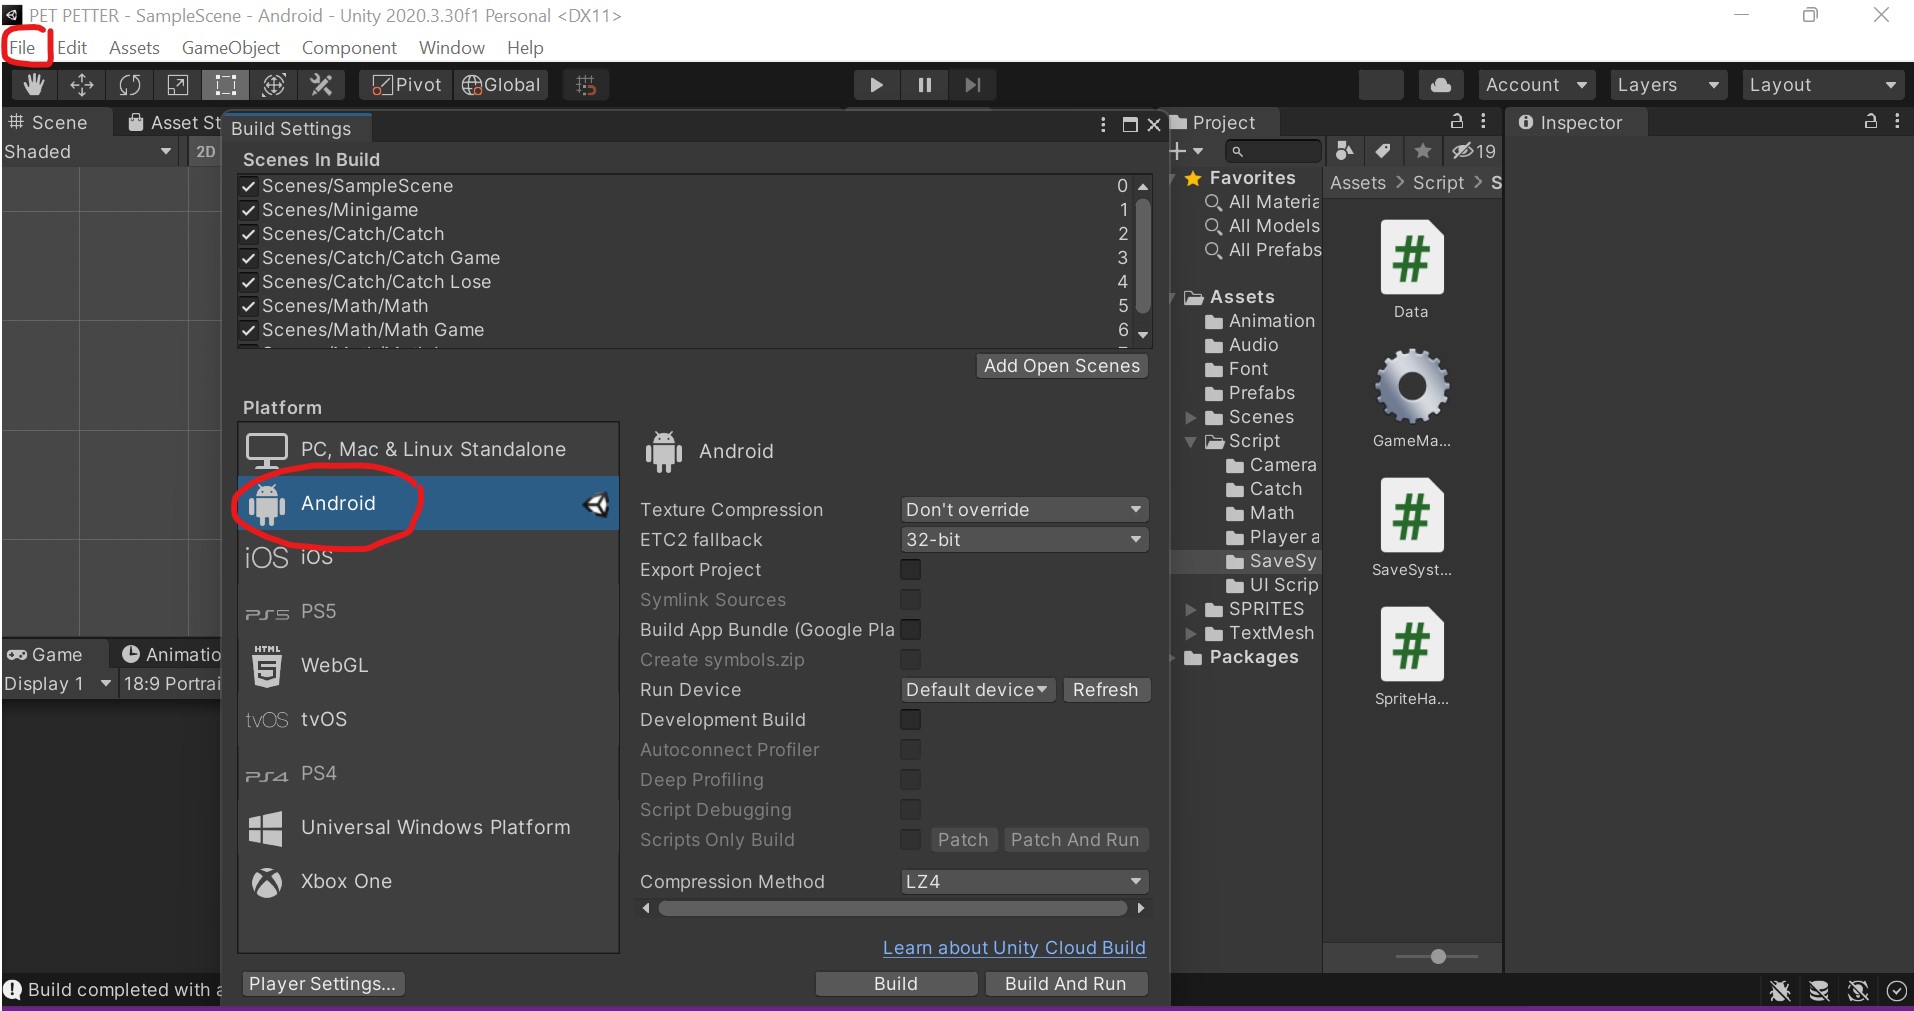 PET PETTER - SampleScene - Android - Unity 2020.3.30f1 Personal <DX11>
File Edit Assets GameObject Component Window Help
Pivot Global Account Layers Layout
Scene Asset St
Shaded 2D
Build Settings
Scenes In Build
Scenes/SampleScene 0
Scenes/Minigame 1
Scenes/Catch/Catch 2
Scenes/Catch/Catch Game 3
Scenes/Catch/Catch Lose 4
Scenes/Math/Math 5
Scenes/Math/Math Game 6
Add Open Scenes
Platform
PC, Mac & Linux Standalone
Android
iOS iOS
PS5 PS5
HTML 5 WebGL
tvOS tvOS
PS4 PS4
Universal Windows Platform
Xbox One
Android
Texture Compression Don't override
ETC2 fallback 32-bit
Export Project
Symlink Sources
Build App Bundle (Google Pla
Create symbols.zip
Run Device Default device Refresh
Development Build
Autoconnect Profiler
Deep Profiling
Script Debugging
Scripts Only Build Patch Patch And Run
Compression Method LZ4
Learn about Unity Cloud Build
Player Settings... Build Build And Run
Game Animatio
Display 1 18:9 Portrai
Build completed with a
Project
19
Favorites
All Materia
All Models
All Prefabs
Assets
Animation
Audio
Font
Prefabs
Scenes
Script
Camera
Catch
Math
Player a
SaveSy
UI Scrip
SPRITES
TextMesh
Packages
Assets > Script > S
#
Data
GameMa...
#
SaveSyst...
#
SpriteHa...
Inspector